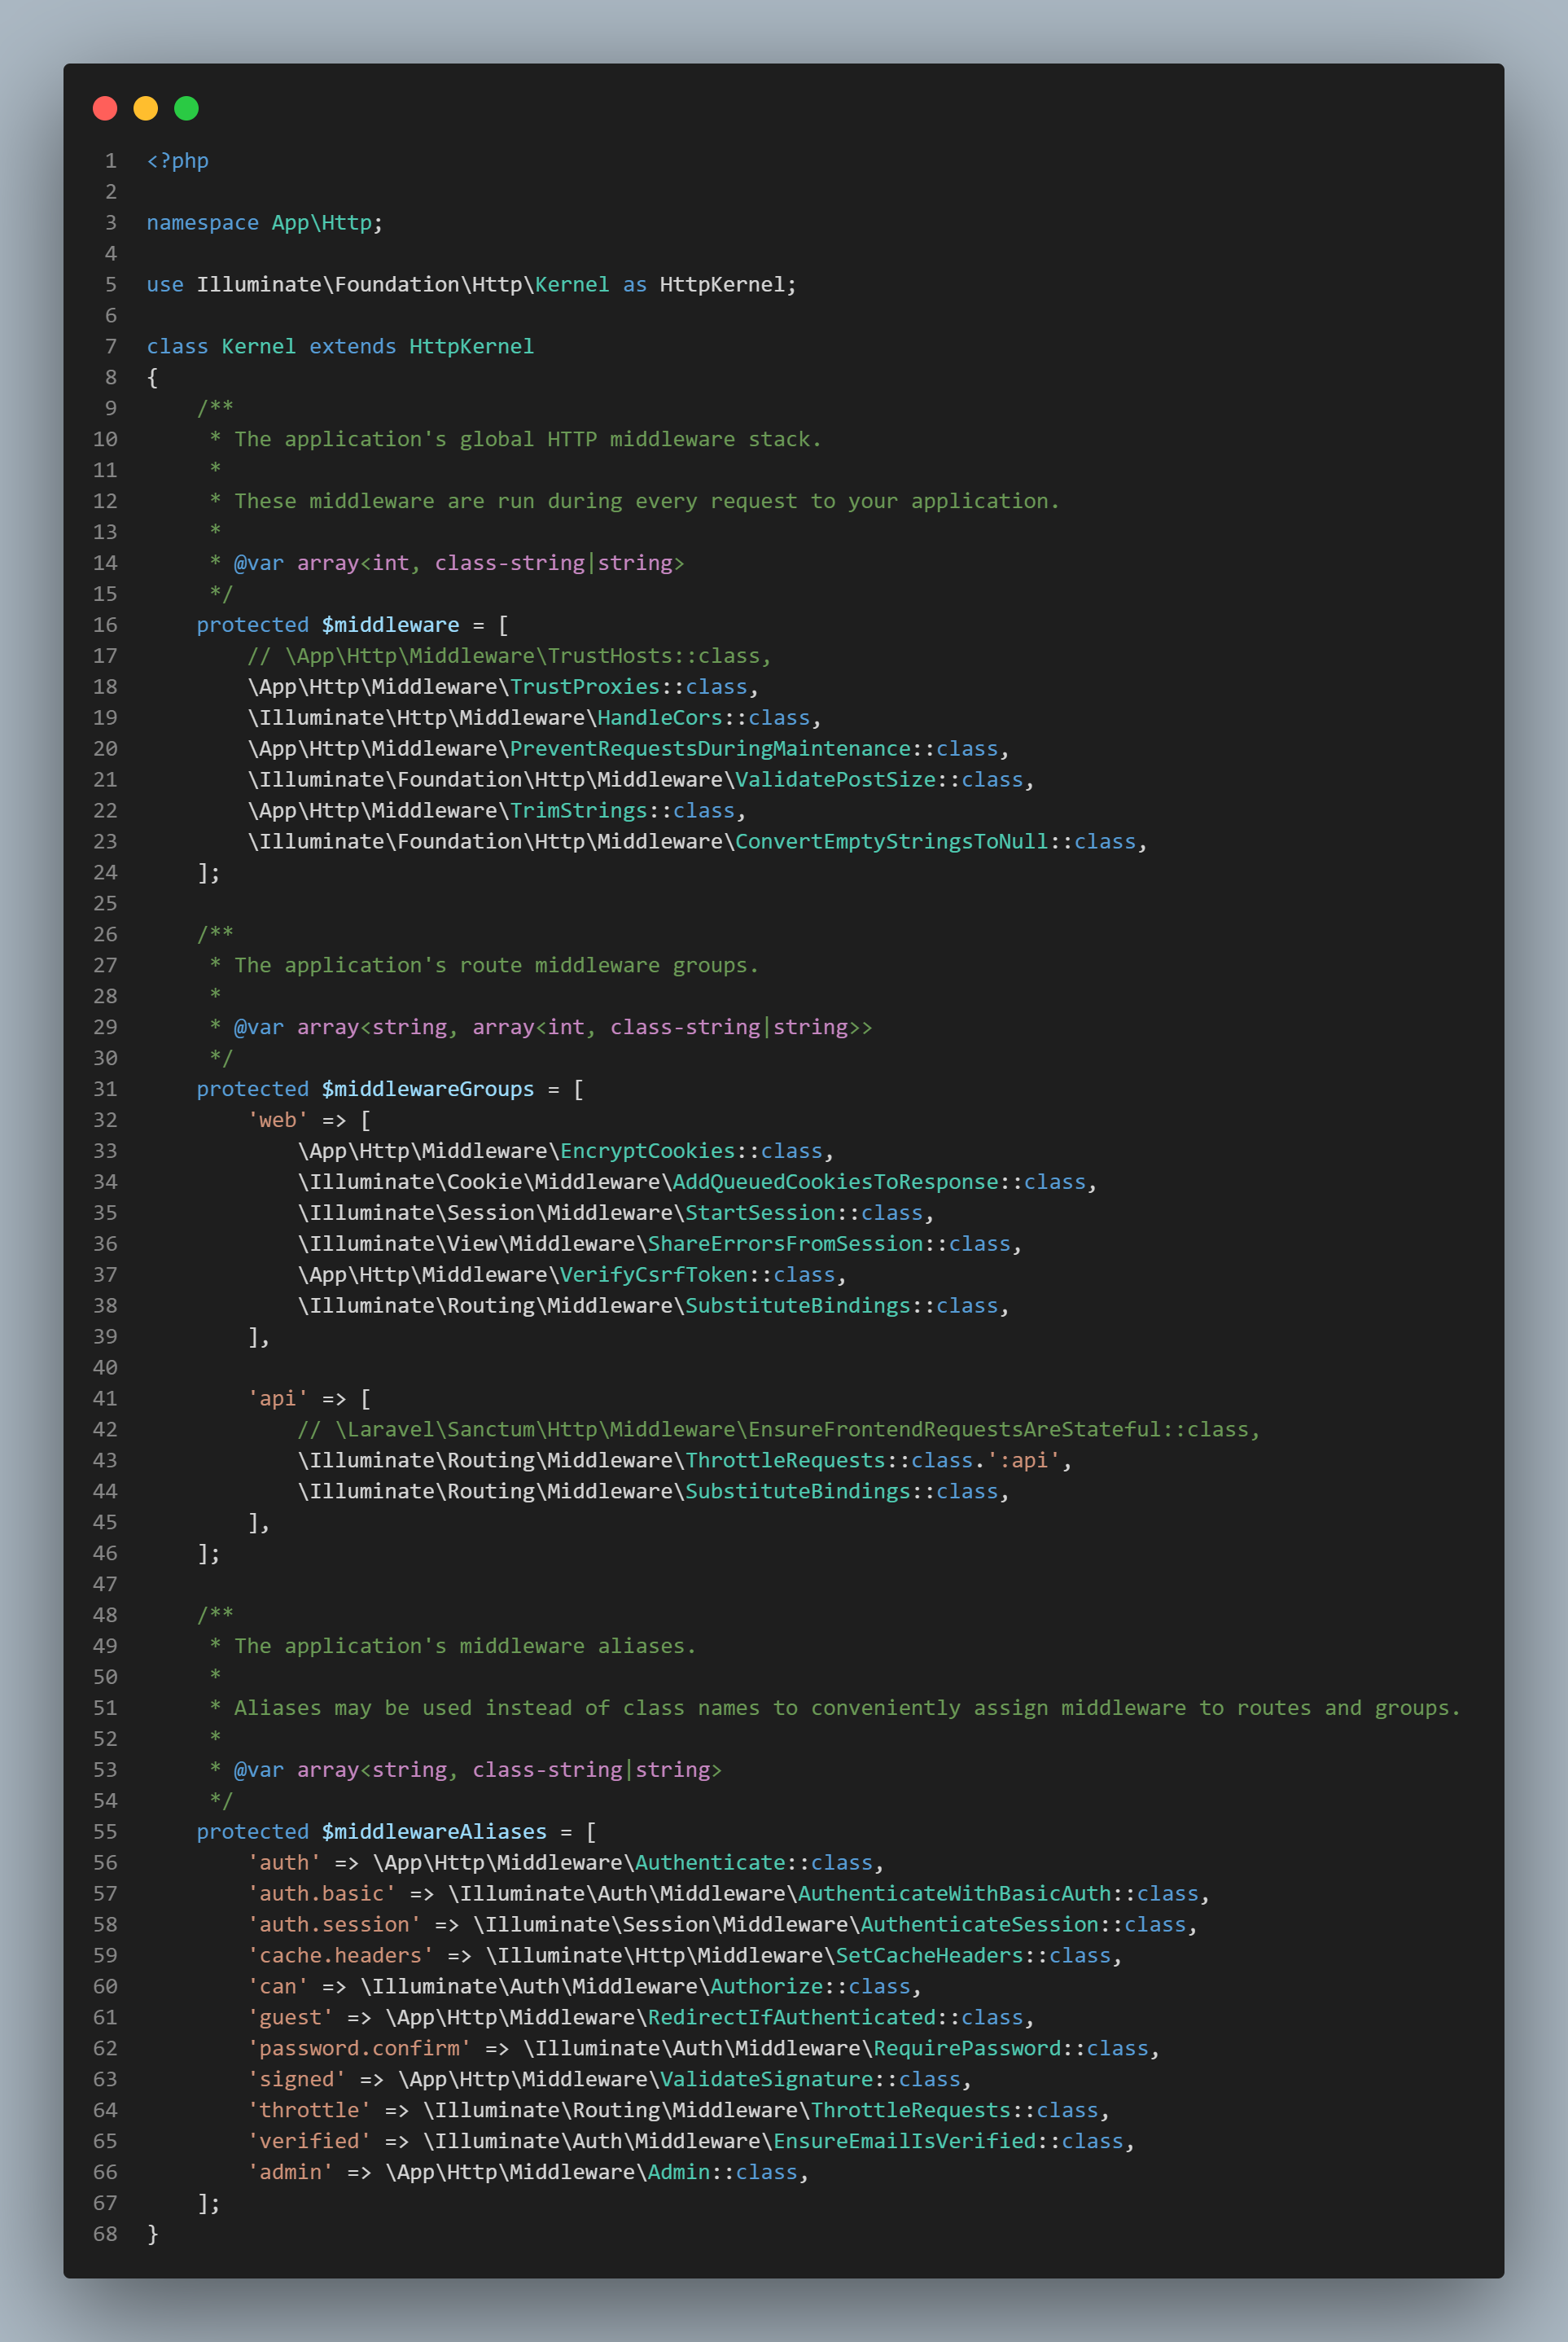 1 <?php
2
3 namespace App\Http;
4
5 use Illuminate\Foundation\Http\Kernel as HttpKernel;
6
7 class Kernel extends HttpKernel
8 {
9     /**
10      * The application's global HTTP middleware stack.
11      *
12      * These middleware are run during every request to your application.
13      *
14      * @var array<int, class-string|string>
15      */
16     protected $middleware = [
17         // \App\Http\Middleware\TrustHosts::class,
18         \App\Http\Middleware\TrustProxies::class,
19         \Illuminate\Http\Middleware\HandleCors::class,
20         \App\Http\Middleware\PreventRequestsDuringMaintenance::class,
21         \Illuminate\Foundation\Http\Middleware\ValidatePostSize::class,
22         \App\Http\Middleware\TrimStrings::class,
23         \Illuminate\Foundation\Http\Middleware\ConvertEmptyStringsToNull::class,
24     ];
25
26     /**
27      * The application's route middleware groups.
28      *
29      * @var array<string, array<int, class-string|string>>
30      */
31     protected $middlewareGroups = [
32         'web' => [
33             \App\Http\Middleware\EncryptCookies::class,
34             \Illuminate\Cookie\Middleware\AddQueuedCookiesToResponse::class,
35             \Illuminate\Session\Middleware\StartSession::class,
36             \Illuminate\View\Middleware\ShareErrorsFromSession::class,
37             \App\Http\Middleware\VerifyCsrfToken::class,
38             \Illuminate\Routing\Middleware\SubstituteBindings::class,
39         ],
40
41         'api' => [
42             // \Laravel\Sanctum\Http\Middleware\EnsureFrontendRequestsAreStateful::class,
43             \Illuminate\Routing\Middleware\ThrottleRequests::class.':api',
44             \Illuminate\Routing\Middleware\SubstituteBindings::class,
45         ],
46     ];
47
48     /**
49      * The application's middleware aliases.
50      *
51      * Aliases may be used instead of class names to conveniently assign middleware to routes and groups.
52      *
53      * @var array<string, class-string|string>
54      */
55     protected $middlewareAliases = [
56         'auth' => \App\Http\Middleware\Authenticate::class,
57         'auth.basic' => \Illuminate\Auth\Middleware\AuthenticateWithBasicAuth::class,
58         'auth.session' => \Illuminate\Session\Middleware\AuthenticateSession::class,
59         'cache.headers' => \Illuminate\Http\Middleware\SetCacheHeaders::class,
60         'can' => \Illuminate\Auth\Middleware\Authorize::class,
61         'guest' => \App\Http\Middleware\RedirectIfAuthenticated::class,
62         'password.confirm' => \Illuminate\Auth\Middleware\RequirePassword::class,
63         'signed' => \App\Http\Middleware\ValidateSignature::class,
64         'throttle' => \Illuminate\Routing\Middleware\ThrottleRequests::class,
65         'verified' => \Illuminate\Auth\Middleware\EnsureEmailIsVerified::class,
66         'admin' => \App\Http\Middleware\Admin::class,
67     ];
68 }